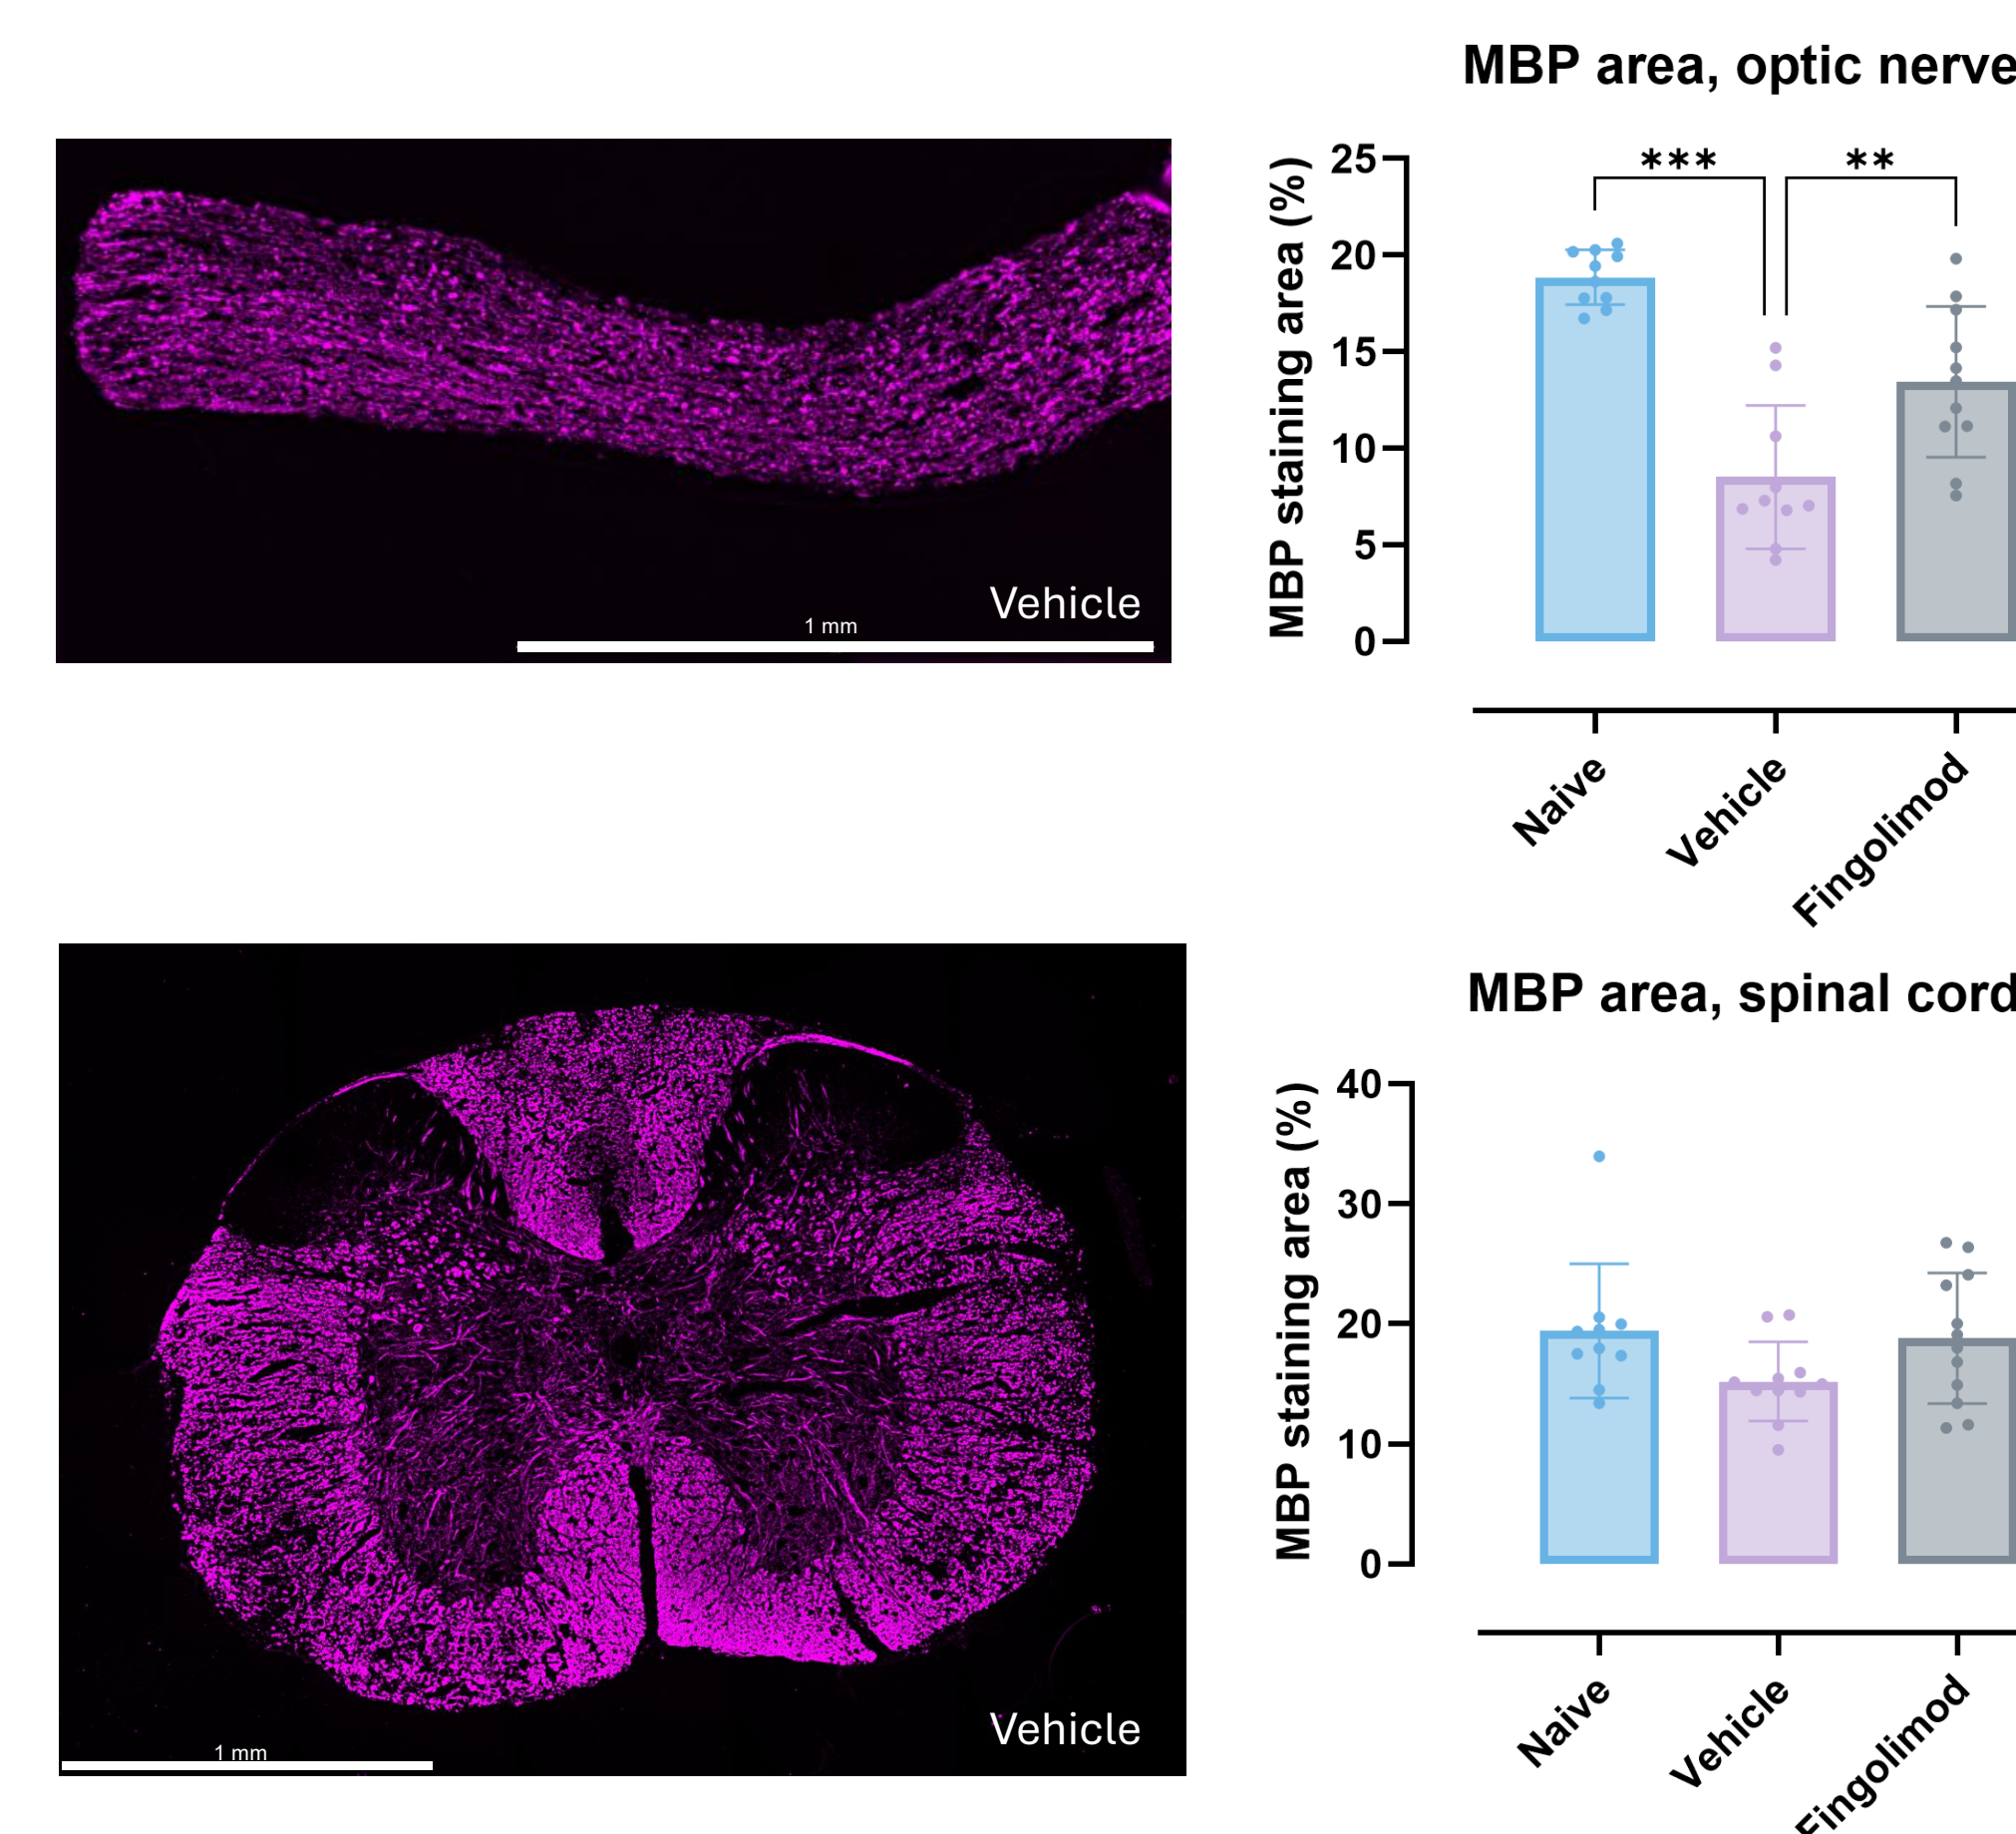 MBP area, optic nerve
MBP staining area (%)
25
20
15
10
5
0
***
**
Naive
Vehicle
Fingolimod
1 mm
Vehicle
MBP area, spinal cord
MBP staining area (%)
40
30
20
10
0
Naive
Vehicle
Fingolimod
1 mm
Vehicle